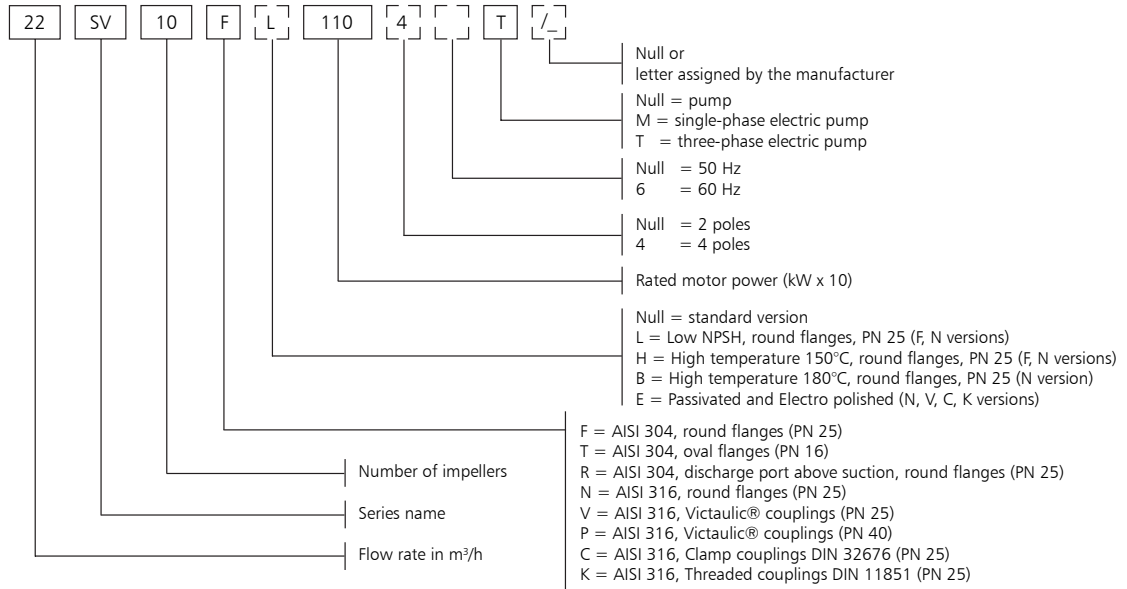 22 SV 10 F L 110 4 T /_
Null or
letter assigned by the manufacturer
Null = pump
M = single-phase electric pump
T = three-phase electric pump
Null = 50 Hz
6 = 60 Hz
Null = 2 poles
4 = 4 poles
Rated motor power (kW x 10)
Null = standard version
L = Low NPSH, round flanges, PN 25 (F, N versions)
H = High temperature 150°C, round flanges, PN 25 (F, N versions)
B = High temperature 180°C, round flanges, PN 25 (N version)
E = Passivated and Electro polished (N, V, C, K versions)
F = AISI 304, round flanges (PN 25)
T = AISI 304, oval flanges (PN 16)
R = AISI 304, discharge port above suction, round flanges (PN 25)
N = AISI 316, round flanges (PN 25)
V = AISI 316, Victaulic® couplings (PN 25)
P = AISI 316, Victaulic® couplings (PN 40)
C = AISI 316, Clamp couplings DIN 32676 (PN 25)
K = AISI 316, Threaded couplings DIN 11851 (PN 25)
Number of impellers
Series name
Flow rate in m³/h